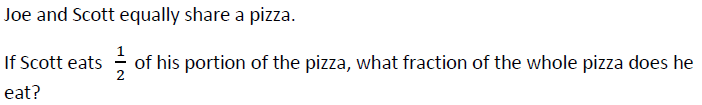 Joe and Scott equally share a pizza.
If Scott eats 1/2 of his portion of the pizza, what fraction of the whole pizza does he
eat?